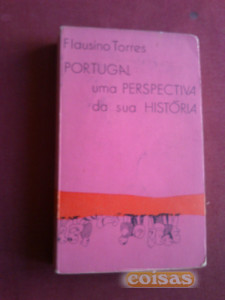 Flausino Torres
PORTUGAL
uma PERSPECTIVA
da sua HISTÓRIA
coisas